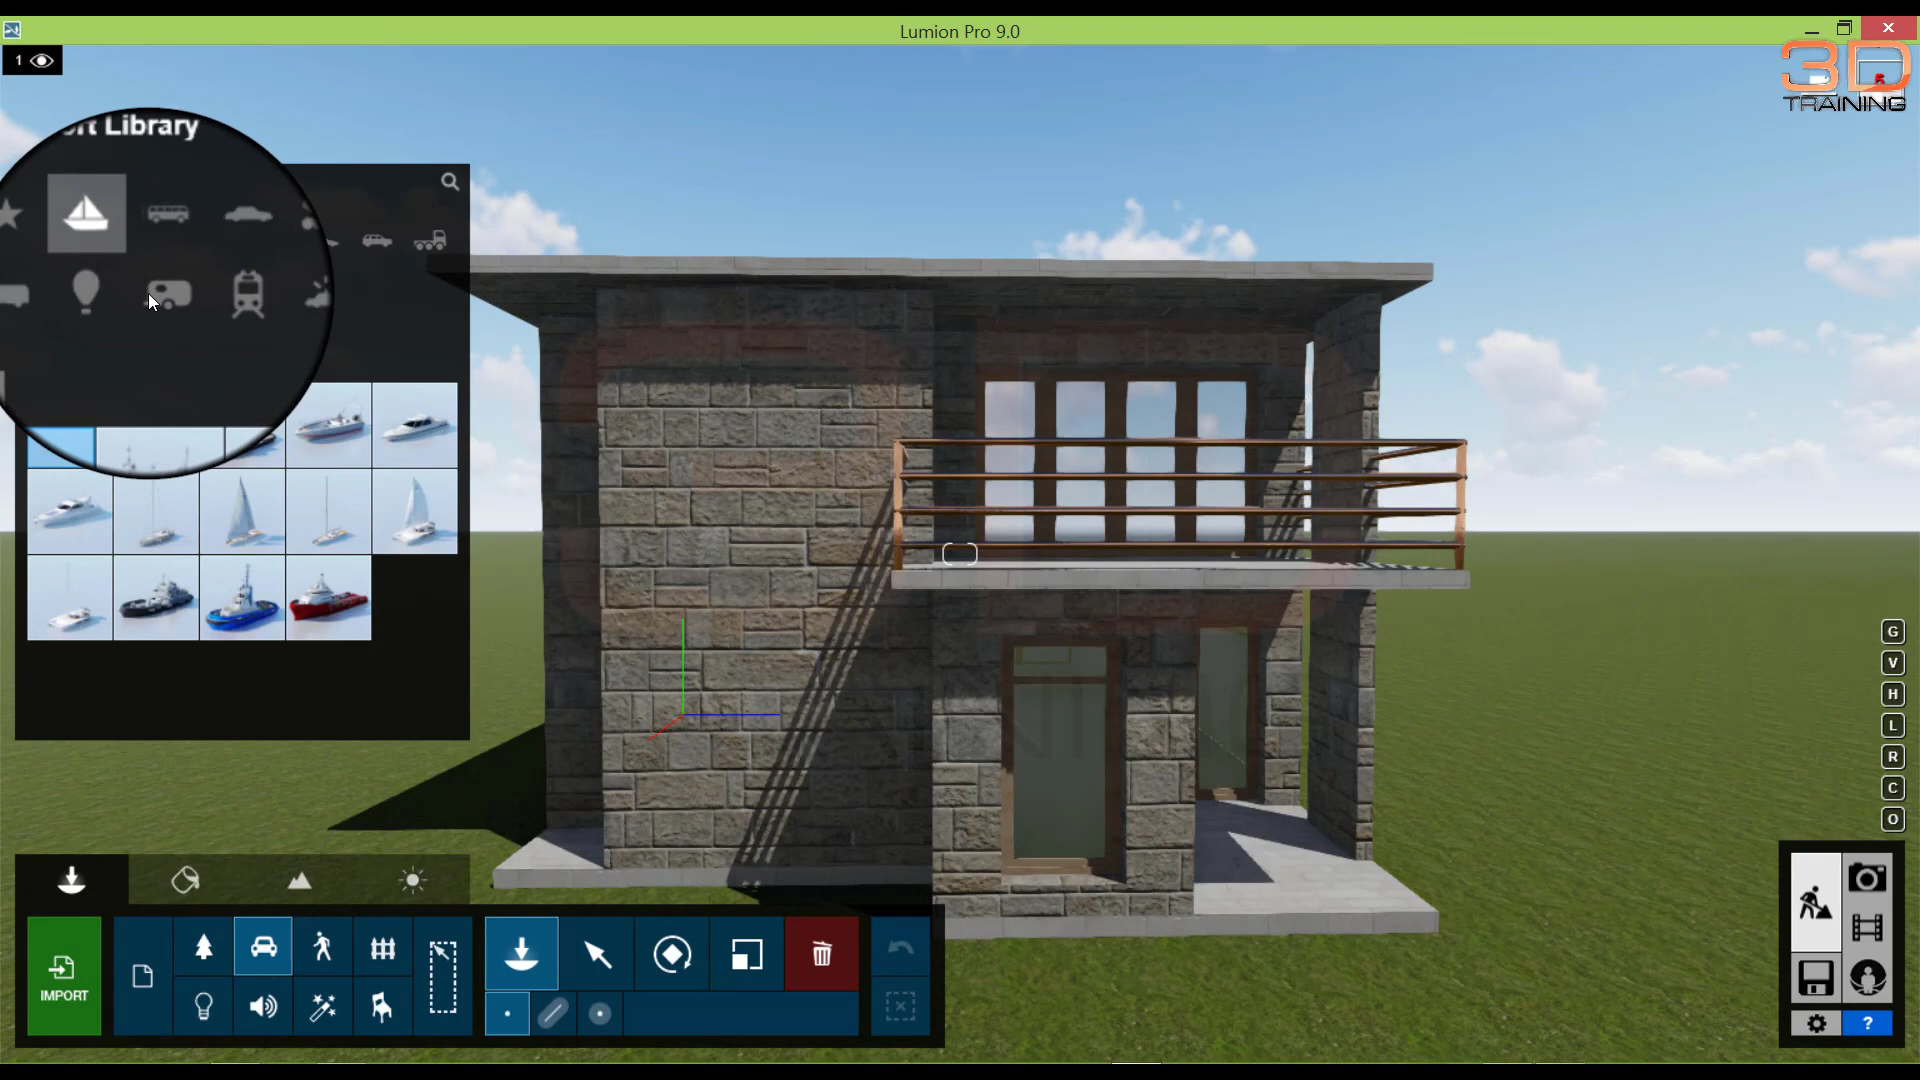 Lumion Pro 9.0
1
3D
TRAINING
Library
G
V
H
L
R
C
O
IMPORT
?